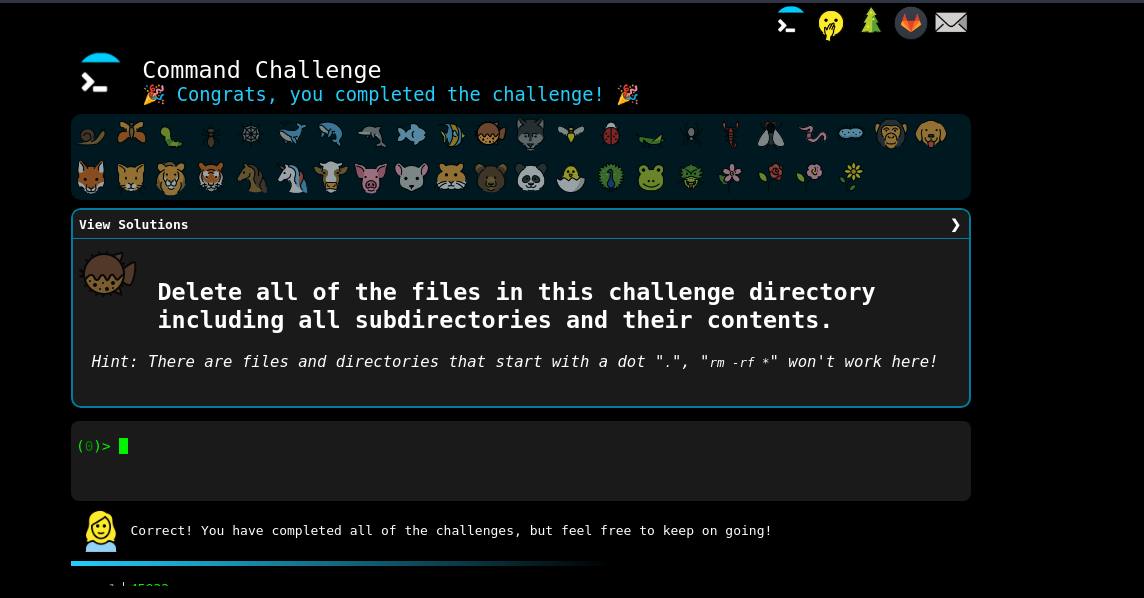 Command Challenge
🎉 Congrats, you completed the challenge! 🎉
View Solutions ❯
Delete all of the files in this challenge directory
including all subdirectories and their contents.
Hint: There are files and directories that start with a dot ".", "rm -rf *" won't work here!
(0)>
Correct! You have completed all of the challenges, but feel free to keep on going!